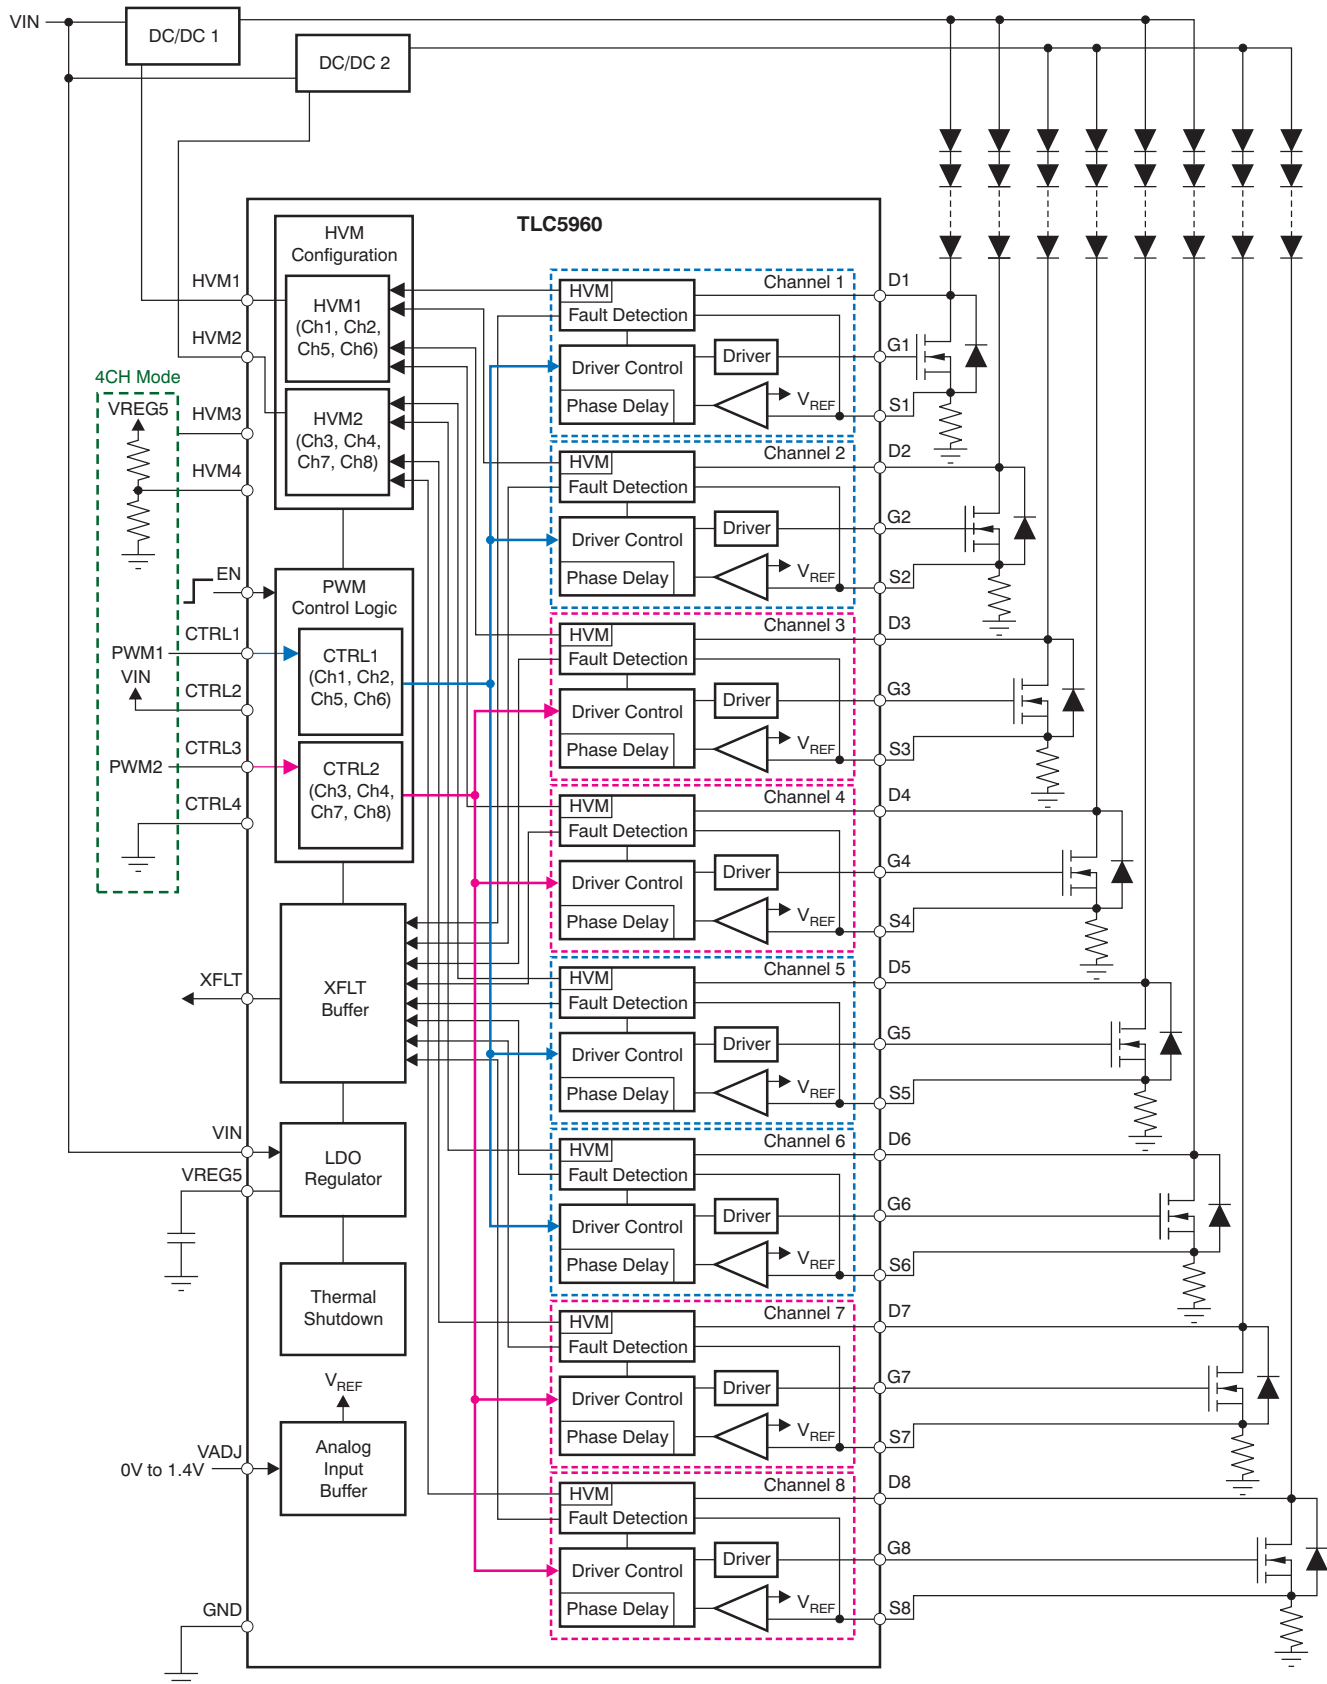 VIN
DC/DC 1
DC/DC 2
TLC5960
HVM
Configuration
HVM1
(Ch1, Ch2,
Ch5, Ch6)
HVM2
(Ch3, Ch4,
Ch7, Ch8)
HVM1
HVM2
4CH Mode
VREG5
HVM3
HVM4
EN
CTRL1
PWM1
VIN
CTRL2
CTRL3
PWM2
CTRL4
PWM
Control Logic
CTRL1
(Ch1, Ch2,
Ch5, Ch6)
CTRL2
(Ch3, Ch4,
Ch7, Ch8)
XFLT
XFLT
Buffer
VIN
VREG5
LDO
Regulator
Thermal
Shutdown
VREF
VADJ
0V to 1.4V
Analog
Input
Buffer
GND
Channel 1
HVM
Fault Detection
Driver Control
Phase Delay
Driver
VREF
D1
G1
S1
Channel 2
HVM
Fault Detection
Driver Control
Phase Delay
Driver
VREF
D2
G2
S2
Channel 3
HVM
Fault Detection
Driver Control
Phase Delay
Driver
VREF
D3
G3
S3
Channel 4
HVM
Fault Detection
Driver Control
Phase Delay
Driver
VREF
D4
G4
S4
Channel 5
HVM
Fault Detection
Driver Control
Phase Delay
Driver
VREF
D5
G5
S5
Channel 6
HVM
Fault Detection
Driver Control
Phase Delay
Driver
VREF
D6
G6
S6
Channel 7
HVM
Fault Detection
Driver Control
Phase Delay
Driver
VREF
D7
G7
S7
Channel 8
HVM
Fault Detection
Driver Control
Phase Delay
Driver
VREF
D8
G8
S8